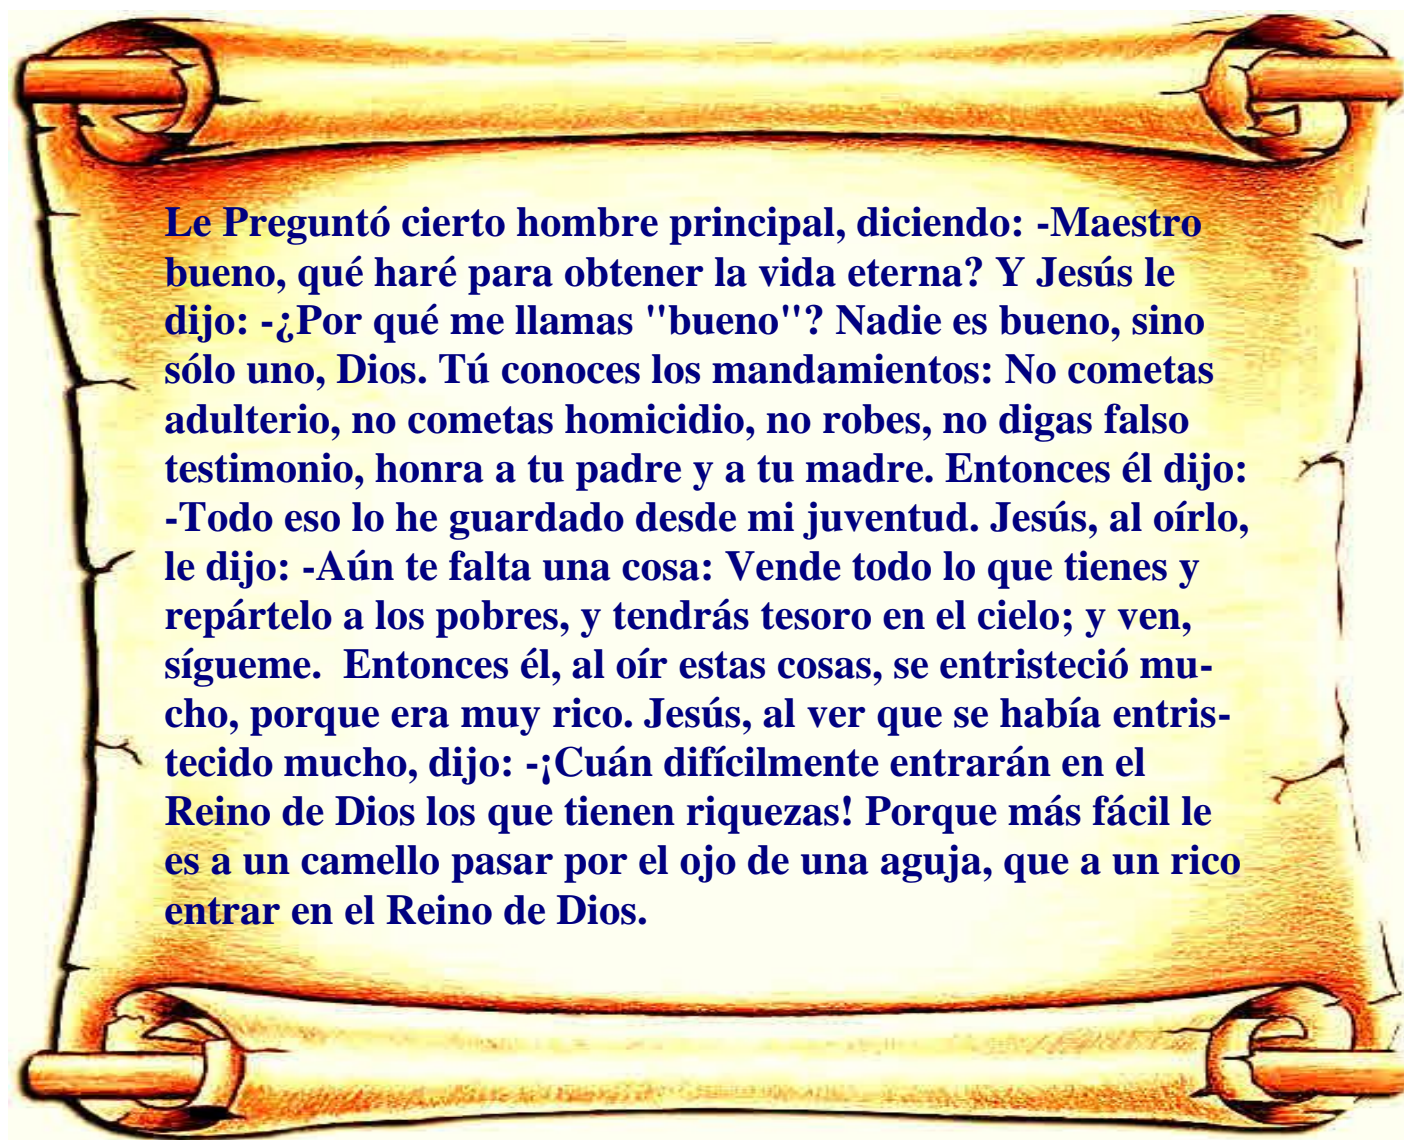 Le Preguntó cierto hombre principal, diciendo: -Maestro
bueno, qué haré para obtener la vida eterna? Y Jesús le
dijo: -¿Por qué me llamas "bueno"? Nadie es bueno, sino
sólo uno, Dios. Tú conoces los mandamientos: No cometas
adulterio, no cometas homicidio, no robes, no digas falso
testimonio, honra a tu padre y a tu madre. Entonces él dijo:
-Todo eso lo he guardado desde mi juventud. Jesús, al oírlo,
le dijo: -Aún te falta una cosa: Vende todo lo que tienes y
repártelo a los pobres, y tendrás tesoro en el cielo; y ven,
sígueme.  Entonces él, al oír estas cosas, se entristeció mu-
cho, porque era muy rico. Jesús, al ver que se había entris-
tecido mucho, dijo: -¡Cuán difícilmente entrarán en el
Reino de Dios los que tienen riquezas! Porque más fácil le
es a un camello pasar por el ojo de una aguja, que a un rico
entrar en el Reino de Dios.